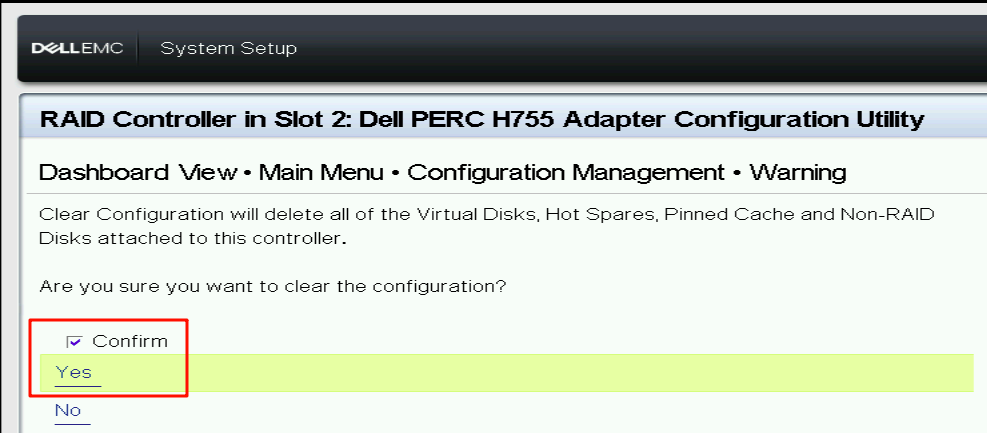 DELLEMC System Setup
RAID Controller in Slot 2: Dell PERC H755 Adapter Configuration Utility
Dashboard View • Main Menu • Configuration Management • Warning
Clear Configuration will delete all of the Virtual Disks, Hot Spares, Pinned Cache and Non-RAID
Disks attached to this controller.
Are you sure you want to clear the configuration?
Confirm
Yes
No